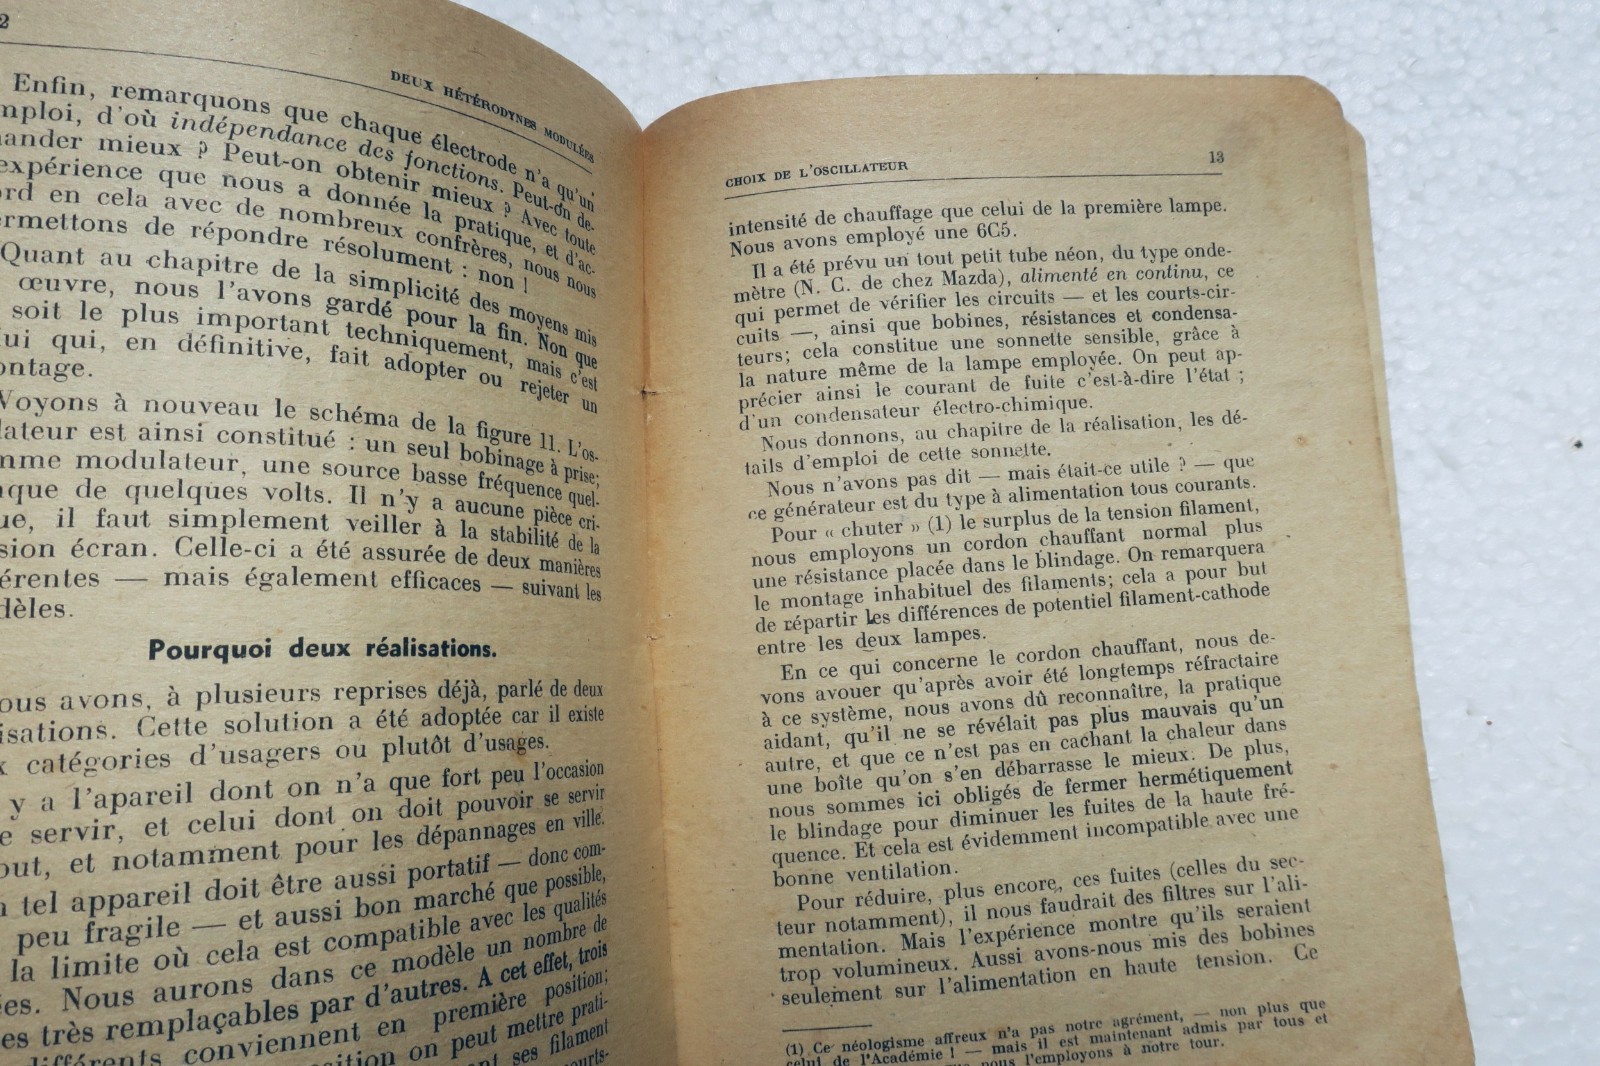 2
DEUX HÉTÉRODYNES MODULÉES
Enfin, remarquons que chaque électrode n'a qu'un
mploi, d'où indépendance des fonctions. Peut-on de-
ander mieux ? Peut-on obtenir mieux ? Avec toute
expérience que nous a donnée la pratique, et d'ac-
ord en cela avec de nombreux confrères, nous nous
ermettons de répondre résolument : non !
Quant au chapitre de la simplicité des moyens mis
œuvre, nous l'avons gardé pour la fin. Non que
soit le plus important techniquement, mais c'est
lui qui, en définitive, fait adopter ou rejeter un
ontage.
Voyons à nouveau le schéma de la figure 11. L'os-
lateur est ainsi constitué : un seul bobinage à prise;
mme modulateur, une source basse fréquence quel-
nque de quelques volts. Il n'y a aucune pièce cri-
ue, il faut simplement veiller à la stabilité de la
sion écran. Celle-ci a été assurée de deux manières
érentes — mais également efficaces — suivant les
dèles.
Pourquoi deux réalisations.
ous avons, à plusieurs reprises déjà, parlé de deux
isations. Cette solution a été adoptée car il existe
x catégories d'usagers ou plutôt d'usages.
y a l'apareil dont on n'a que fort peu l'occasion
e servir, et celui dont on doit pouvoir se servir
out, et notamment pour les dépannages en ville.
n tel appareil doit être aussi portatif — donc com-
peu fragile — et aussi bon marché que possible,
la limite où cela est compatible avec les qualités
ées. Nous aurons dans ce modèle un nombre de
es très remplaçables par d'autres. A cet effet, trois
différents conviennent en première position;
sition on peut mettre prati-
nt ses filament
ourts-
CHOIX DE L'OSCILLATEUR
13
intensité de chauffage que celui de la première lampe.
Nous avons employé une 6C5.
Il a été prévu un tout petit tube néon, du type onde-
mètre (N. C. de chez Mazda), alimenté en continu, ce
qui permet de vérifier les circuits — et les courts-cir-
cuits —, ainsi que bobines, résistances et condensa-
teurs; cela constitue une sonnette sensible, grâce à
la nature même de la lampe employée. On peut ap-
précier ainsi le courant de fuite c'est-à-dire l'état ;
d'un condensateur électro-chimique.
Nous donnons, au chapitre de la réalisation, les dé-
tails d'emploi de cette sonnette.
Nous n'avons pas dit — mais était-ce utile ? — que
ce générateur est du type à alimentation tous courants.
Pour « chuter » (1) le surplus de la tension filament,
nous employons un cordon chauffant normal plus
une résistance placée dans le blindage. On remarquera
le montage inhabituel des filaments; cela a pour but
de répartir les différences de potentiel filament-cathode
entre les deux lampes.
En ce qui concerne le cordon chauffant, nous de-
vons avouer qu'après avoir été longtemps réfractaire
à ce système, nous avons dû reconnaître, la pratique
aidant, qu'il ne se révélait pas plus mauvais qu'un
autre, et que ce n'est pas en cachant la chaleur dans
une boîte qu'on s'en débarrasse le mieux. De plus,
nous sommes ici obligés de fermer hermétiquement
le blindage pour diminuer les fuites de la haute fré-
quence. Et cela est évidemment incompatible avec une
bonne ventilation.
Pour réduire, plus encore, ces fuites (celles du sec-
teur notamment), il nous faudrait des filtres sur l'ali-
mentation. Mais l'expérience montre qu'ils seraient
trop volumineux. Aussi avons-nous mis des bobines
seulement sur l'alimentation en haute tension. Ce
(1) Ce néologisme affreux n'a pas notre agrément, — non plus que
celui de l'Académie ! — mais il est maintenant admis par tous et
nous l'employons à notre tour.